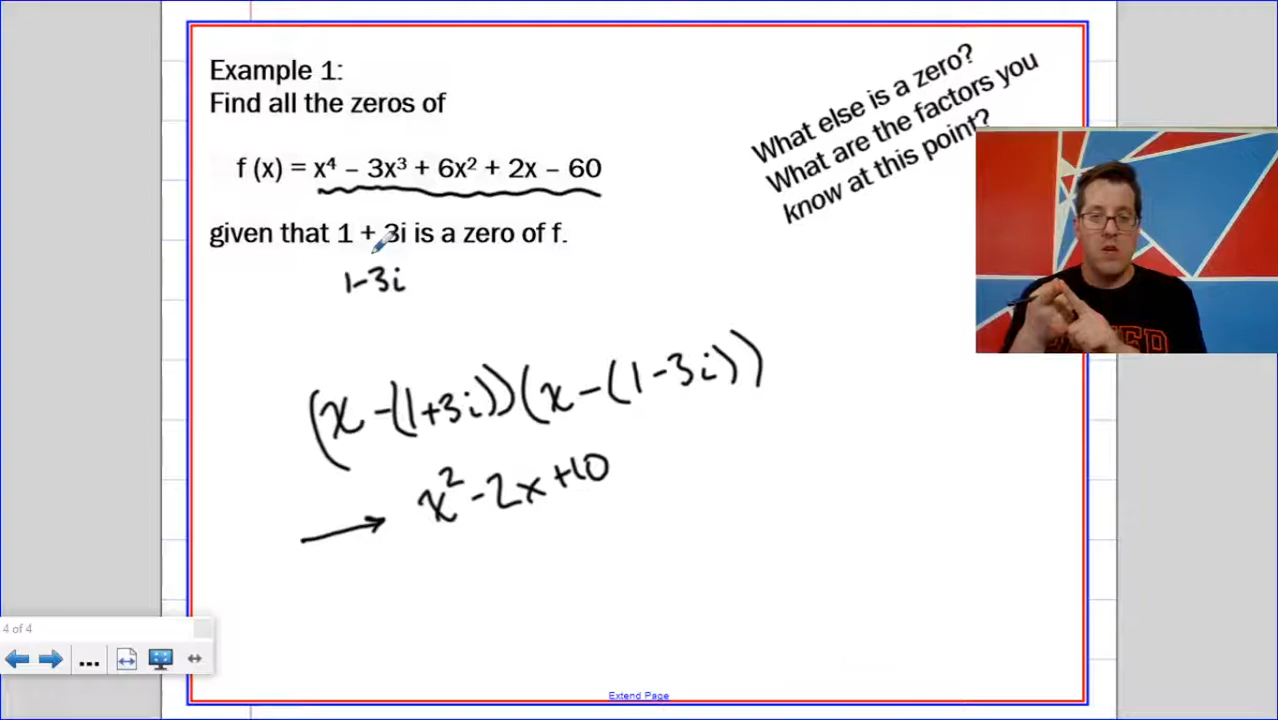 Example 1:
Find all the zeros of
f (x) = x⁴ – 3x³ + 6x² + 2x – 60
given that 1 + 3i is a zero of f.
1-3i
(x-(1+3i))(x-(1-3i))
x²-2x+10
What else is a zero?
What are the factors you
know at this point?
4 of 4
...
Extend Page